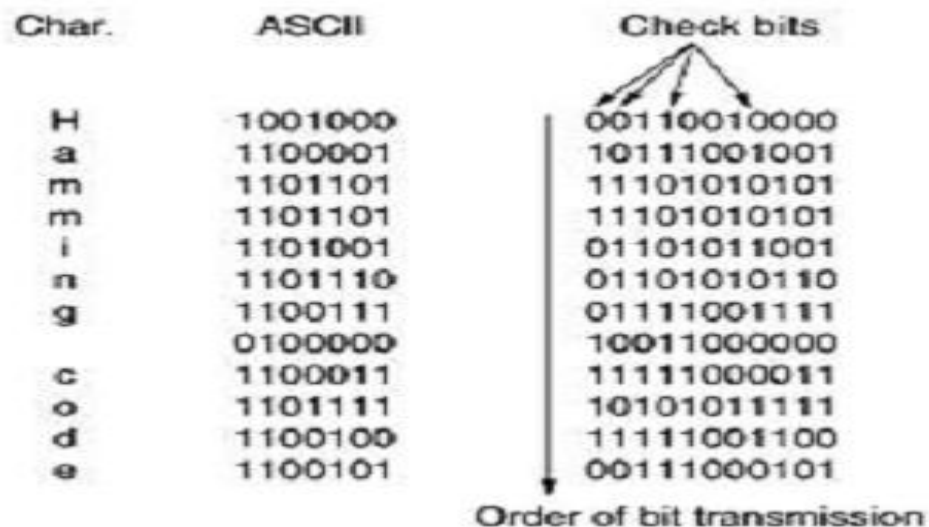 Char. ASCII Check bits
H 1001000 00110010000
a 1100001 10111001001
m 1101101 11101010101
m 1101101 11101010101
i 1101001 01101011001
n 1101110 01101010110
g 1100111 01111001111
0100000 10011000000
c 1100011 11111000011
o 1101111 10101011111
d 1100100 11111001100
e 1100101 00111000101
Order of bit transmission